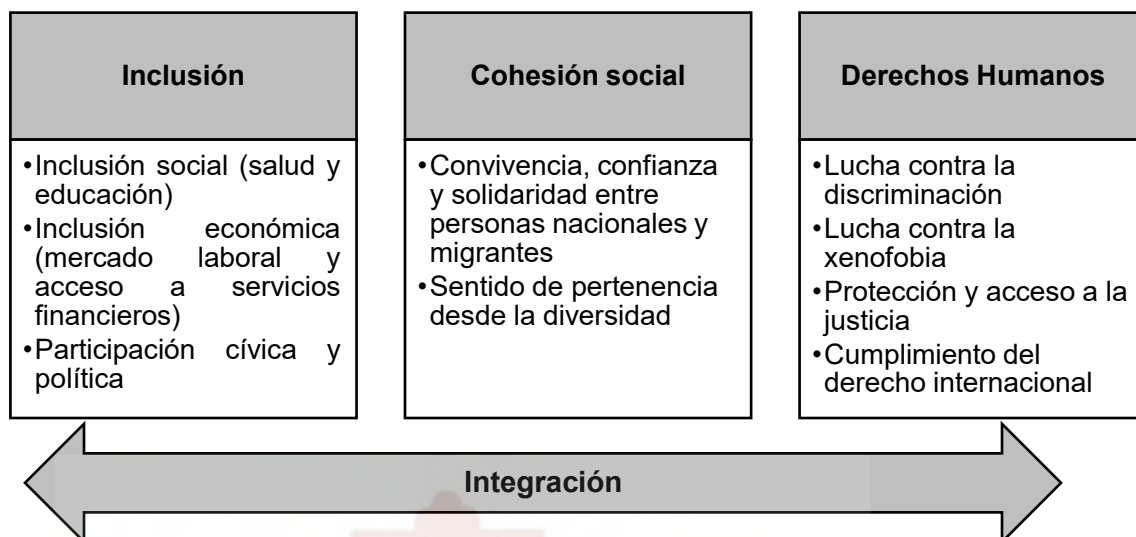 Inclusión
•Inclusión social (salud y
educación)
•Inclusión económica
(mercado laboral y
acceso a servicios
financieros)
•Participación cívica y
política
Cohesión social
•Convivencia, confianza
y solidaridad entre
personas nacionales y
migrantes
•Sentido de pertenencia
desde la diversidad
Derechos Humanos
•Lucha contra la
discriminación
•Lucha contra la
xenofobia
•Protección y acceso a la
justicia
•Cumplimiento del
derecho internacional
Integración